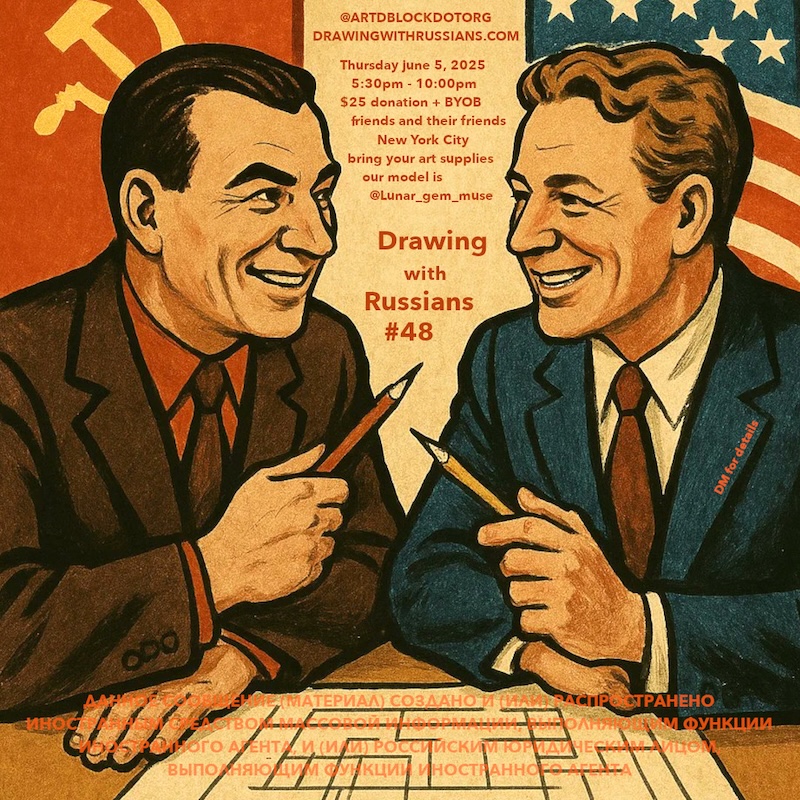 @ARTDBLOCKDOTORG
DRAWINGWITHRUSSIANS.COM
Thursday june 5, 2025
5:30pm - 10:00pm
$25 donation + BYOB
friends and their friends
New York City
bring your art supplies
our model is
@Lunar_gem_muse
Drawing
with
Russians
#48
DM for details
ДАННОЕ СООБЩЕНИЕ (МАТЕРИАЛ) СОЗДАНО И (ИЛИ) РАСПРОСТРАНЕНО
ИНОСТРАННЫМ СРЕДСТВОМ МАССОВОЙ ИНФОРМАЦИИ, ВЫПОЛНЯЮЩИМ ФУНКЦИИ
ИНОСТРАННОГО АГЕНТА, И (ИЛИ) РОССИЙСКИМ ЮРИДИЧЕСКИМ ЛИЦОМ,
ВЫПОЛНЯЮЩИМ ФУНКЦИИ ИНОСТРАННОГО АГЕНТА